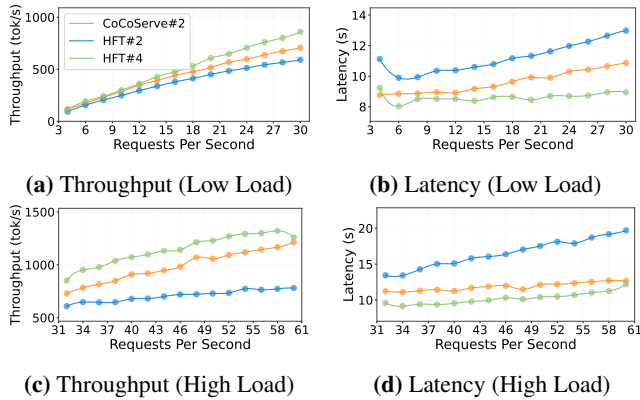 Throughput (tok/s)
1000
500
0
CoCoServe#2
HFT#2
HFT#4
3 6 9 12 15 18 21 24 27 30
Requests Per Second
(a) Throughput (Low Load)
Latency (s)
14
12
10
8
3 6 9 12 15 18 21 24 27 30
Requests Per Second
(b) Latency (Low Load)
Throughput (tok/s)
1500
1000
500
31 34 37 40 43 46 49 52 55 58 61
Requests Per Second
(c) Throughput (High Load)
Latency (s)
20
15
10
31 34 37 40 43 46 49 52 55 58 61
Requests Per Second
(d) Latency (High Load)